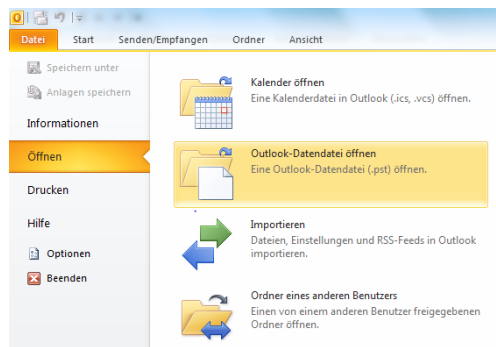 Datei Start Senden/Empfangen Ordner Ansicht
Speichern unter
Anlagen speichern
Informationen
Öffnen
Drucken
Hilfe
Optionen
Beenden
Kalender öffnen
Eine Kalenderdatei in Outlook (.ics, .vcs) öffnen.
Outlook-Datendatei öffnen
Eine Outlook-Datendatei (.pst) öffnen.
Importieren
Dateien, Einstellungen und RSS-Feeds in Outlook
importieren.
Ordner eines anderen Benutzers
Einen von einem anderen Benutzer freigegebenen
Ordner öffnen.